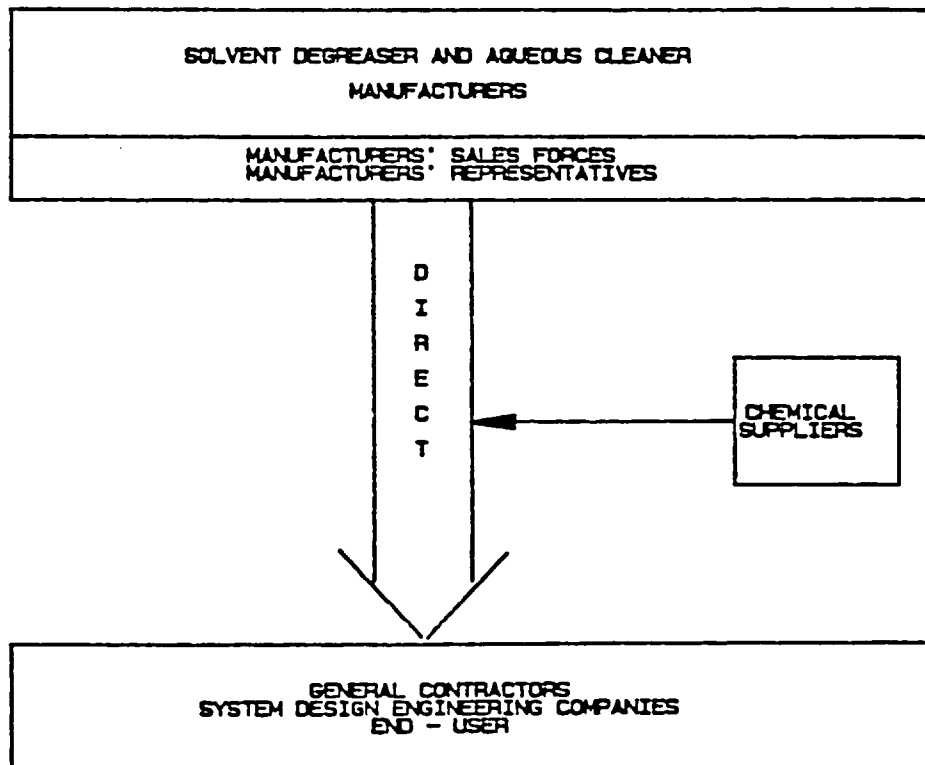 SOLVENT DEGREASER AND AQUEOUS CLEANER
MANUFACTURERS
MANUFACTURERS' SALES FORCES
MANUFACTURERS' REPRESENTATIVES
DIRECT
CHEMICAL
SUPPLIERS
GENERAL CONTRACTORS
SYSTEM DESIGN ENGINEERING COMPANIES
END - USER